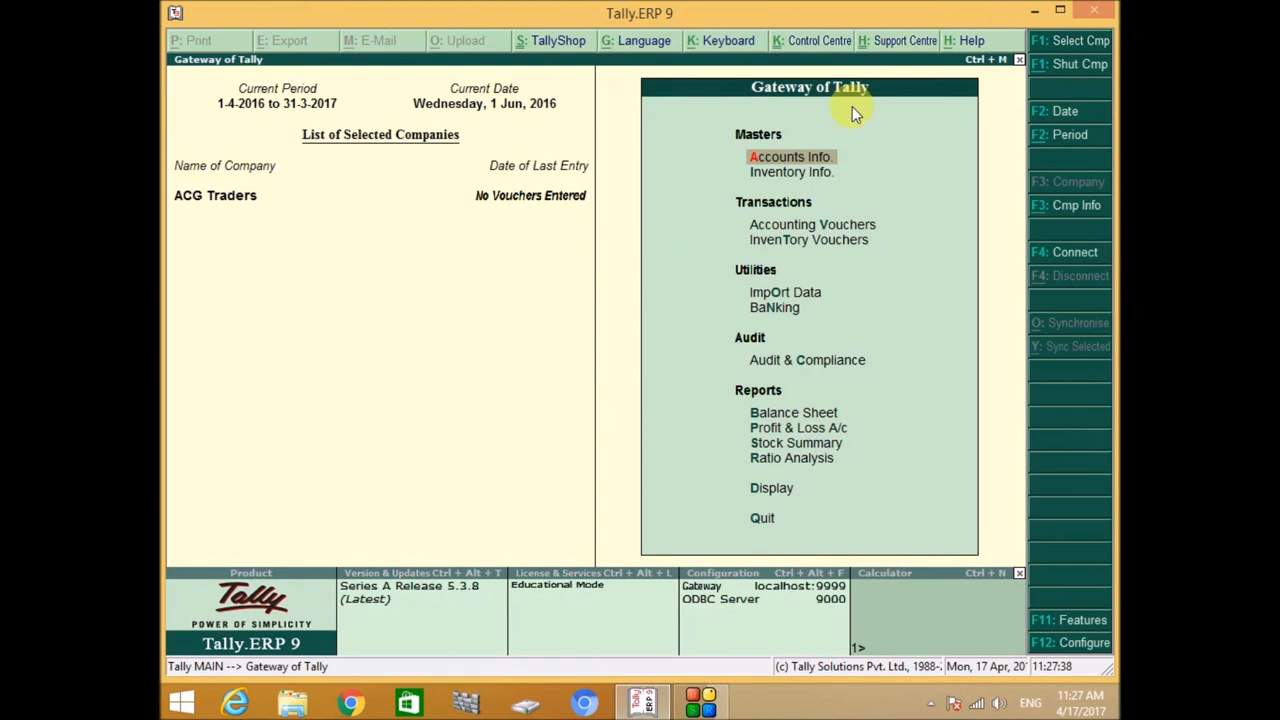 Tally.ERP 9
P: Print E: Export M: E-Mail O: Upload S: TallyShop G: Language K: Keyboard K: Control Centre H: Support Centre H: Help
F1: Select Cmp
Gateway of Tally Ctrl + M
F1: Shut Cmp
Current Period Current Date
1-4-2016 to 31-3-2017 Wednesday, 1 Jun, 2016
List of Selected Companies
Name of Company Date of Last Entry
ACG Traders No Vouchers Entered
Gateway of Tally
Masters
Accounts Info.
Inventory Info.
Transactions
Accounting Vouchers
InvenTory Vouchers
Utilities
ImpOrt Data
BaNking
Audit
Audit & Compliance
Reports
Balance Sheet
Profit & Loss A/c
Stock Summary
Ratio Analysis
Display
Quit
F2: Date
F2: Period
F3: Company
F3: Cmp Info
F4: Connect
F4: Disconnect
O: Synchronise
Y: Sync Selected
F11: Features
F12: Configure
Product
Tally
POWER OF SIMPLICITY
Tally.ERP 9
Version & Updates Ctrl + Alt + T
Series A Release 5.3.8
(Latest)
License & Services Ctrl + Alt + L
Educational Mode
Configuration Ctrl + Alt + F
Gateway localhost:9999
ODBC Server 9000
Calculator Ctrl + N
1>
Tally MAIN --> Gateway of Tally (c) Tally Solutions Pvt. Ltd., 1988-2 Mon, 17 Apr, 20 11:27:38
ENG
11:27 AM
4/17/2017